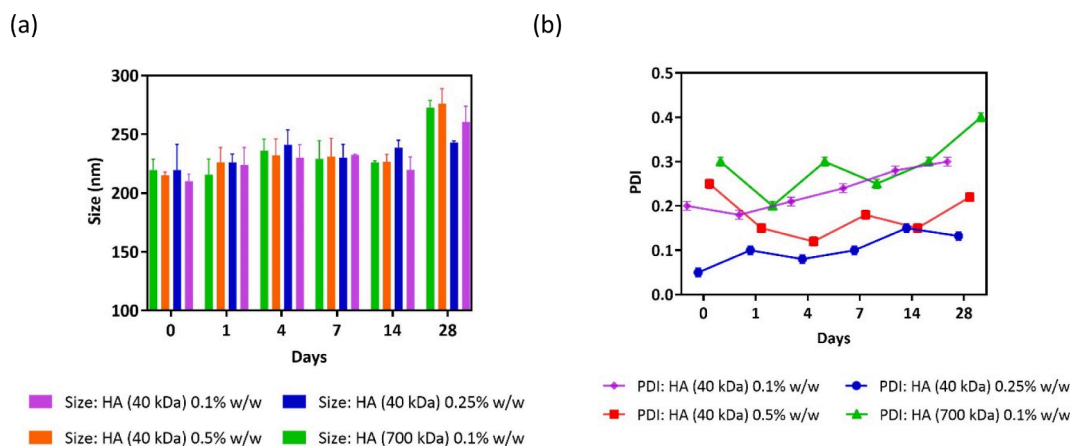 (a)
(b)
Size (nm)
300
250
200
150
100
0 1 4 7 14 28
Days
Size: HA (40 kDa) 0.1% w/w
Size: HA (40 kDa) 0.25% w/w
Size: HA (40 kDa) 0.5% w/w
Size: HA (700 kDa) 0.1% w/w
PDI
0.5
0.4
0.3
0.2
0.1
0.0
0 1 4 7 14 28
Days
PDI: HA (40 kDa) 0.1% w/w
PDI: HA (40 kDa) 0.25% w/w
PDI: HA (40 kDa) 0.5% w/w
PDI: HA (700 kDa) 0.1% w/w